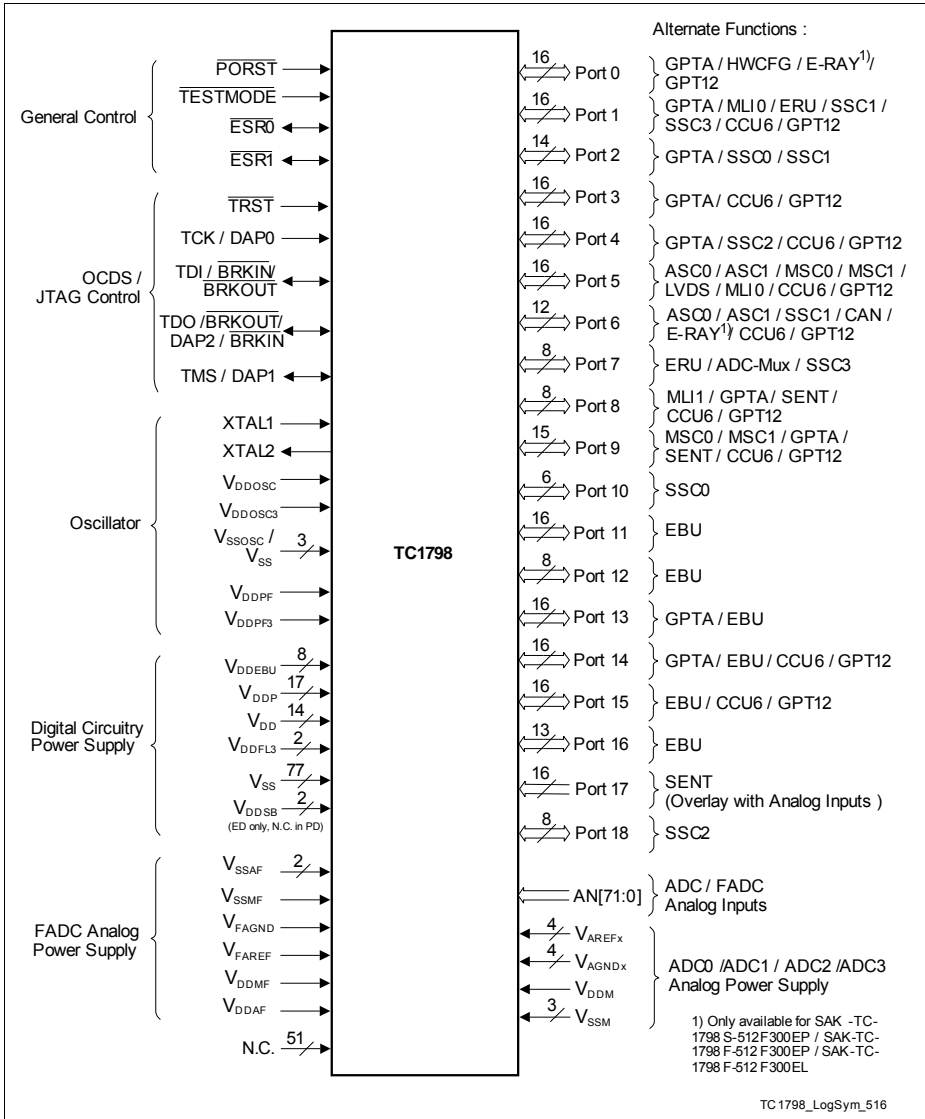 Alternate Functions :
General Control
PORST
TESTMODE
ESR0
ESR1
OCDS /
JTAG Control
TRST
TCK / DAP0
TDI / BRKIN/
BRKOUT
TDO /BRKOUT/
DAP2 / BRKIN
TMS / DAP1
Oscillator
XTAL1
XTAL2
VDDOSC
VDDOSC3
VSSOSC /
VSS 3
VDDPF
VDDPF3
Digital Circuitry
Power Supply
VDDEBU 8
VDDP 17
VDD 14
VDDFL3 2
VSS 77
VDDSB 2
(ED only, N.C. in PD)
FADC Analog
Power Supply
VSSAF 2
VSSMF
VFAGND
VFAREF
VDDMF
VDDAF
N.C. 51
TC1798
16 Port 0 GPTA / HWCFG / E-RAY1)/
GPT12
16 Port 1 GPTA / MLI0 / ERU / SSC1 /
SSC3 / CCU6 / GPT12
14 Port 2 GPTA / SSC0 / SSC1
16 Port 3 GPTA / CCU6 / GPT12
16 Port 4 GPTA / SSC2 / CCU6 / GPT12
16 Port 5 ASC0 / ASC1 / MSC0 / MSC1 /
LVDS / MLI0 / CCU6 / GPT12
12 Port 6 ASC0 / ASC1 / SSC1 / CAN /
E-RAY1)/ CCU6 / GPT12
8 Port 7 ERU / ADC-Mux / SSC3
8 Port 8 MLI1 / GPTA / SENT /
CCU6 / GPT12
15 Port 9 MSC0 / MSC1 / GPTA /
SENT / CCU6 / GPT12
6 Port 10 SSC0
16 Port 11 EBU
8 Port 12 EBU
16 Port 13 GPTA / EBU
16 Port 14 GPTA / EBU / CCU6 / GPT12
16 Port 15 EBU / CCU6 / GPT12
13 Port 16 EBU
16 Port 17 SENT
(Overlay with Analog Inputs )
8 Port 18 SSC2
AN[71:0] ADC / FADC
Analog Inputs
4 VAREFx
4 VAGNDx
VDDM
3 VSSM
ADC0 /ADC1 / ADC2 /ADC3
Analog Power Supply
1) Only available for SAK -TC-
1798 S-512 F300 EP / SAK-TC-
1798 F-512 F300 EP / SAK-TC-
1798 F-512 F300 EL
TC1798_LogSym_516